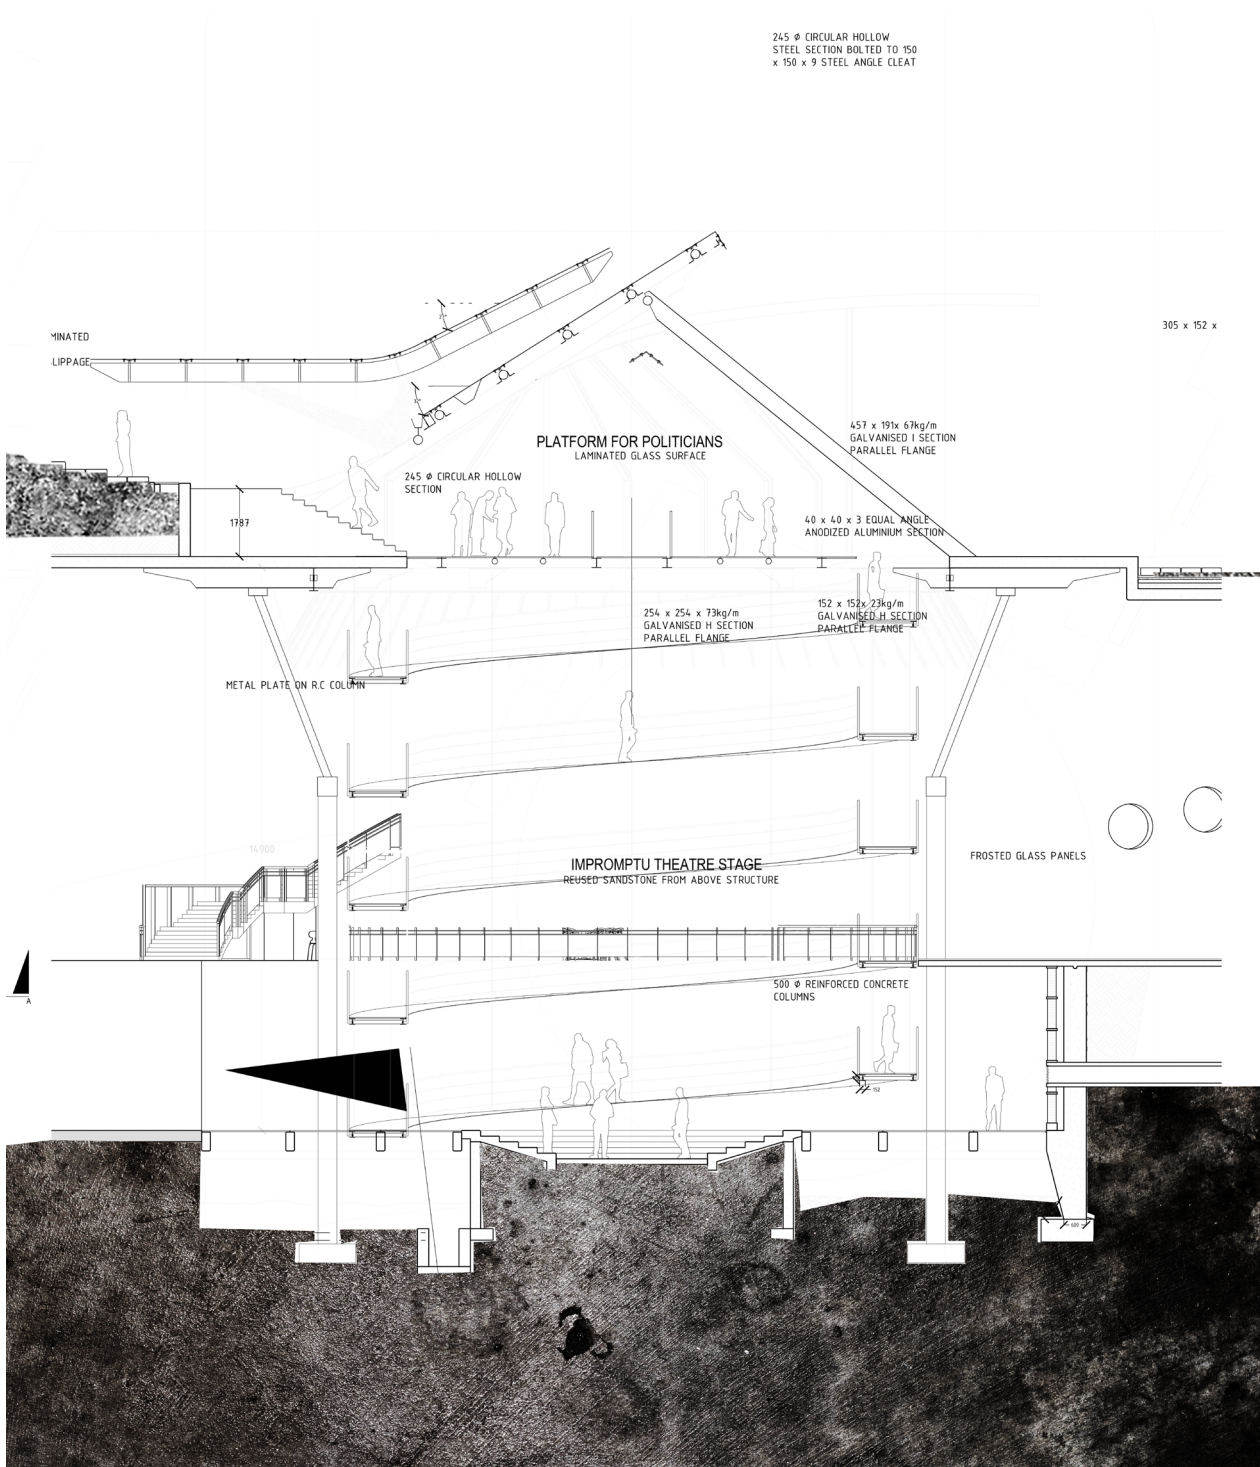 245 Ø CIRCULAR HOLLOW
STEEL SECTION BOLTED TO 150
x 150 x 9 STEEL ANGLE CLEAT
MINATED
LIPPAGE
305 x 152 x
457 x 191x 67kg/m
GALVANISED I SECTION
PARALLEL FLANGE
PLATFORM FOR POLITICIANS
LAMINATED GLASS SURFACE
245 Ø CIRCULAR HOLLOW
SECTION
1787
40 x 40 x 3 EQUAL ANGLE
ANODIZED ALUMINIUM SECTION
254 x 254 x 73kg/m
GALVANISED H SECTION
PARALLEL FLANGE
152 x 152x 23kg/m
GALVANISED H SECTION
PARALLEL FLANGE
METAL PLATE ON R.C COLUMN
14900
IMPROMPTU THEATRE STAGE
REUSED SANDSTONE FROM ABOVE STRUCTURE
FROSTED GLASS PANELS
500 Ø REINFORCED CONCRETE
COLUMNS
A
152
600